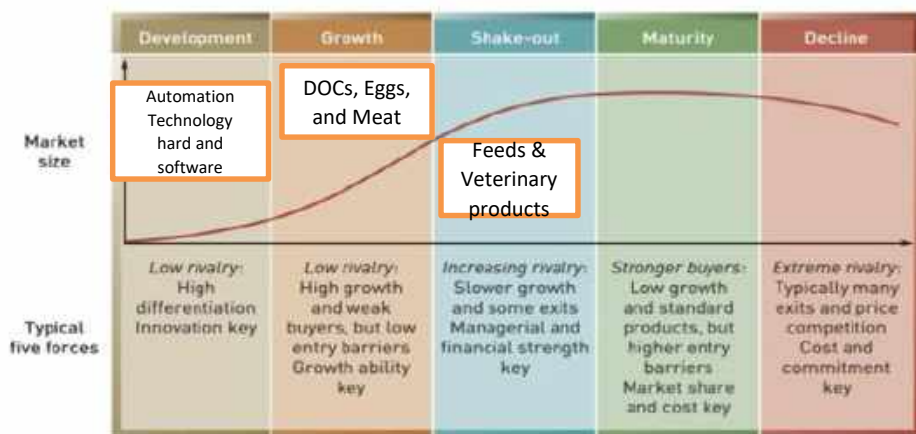 Development
Growth
Shake-out
Maturity
Decline
Market
size
Automation
Technology
hard and
software
DOCs, Eggs,
and Meat
Feeds &
Veterinary
products
Typical
five forces
Low rivalry:
High
differentiation
Innovation key
Low rivalry:
High growth
and weak
buyers, but low
entry barriers
Growth ability
key
Increasing rivalry:
Slower growth
and some exits
Managerial and
financial strength
key
Stronger buyers:
Low growth
and standard
products, but
higher entry
barriers
Market share
and cost key
Extreme rivalry:
Typically many
exits and price
competition
Cost and
commitment
key